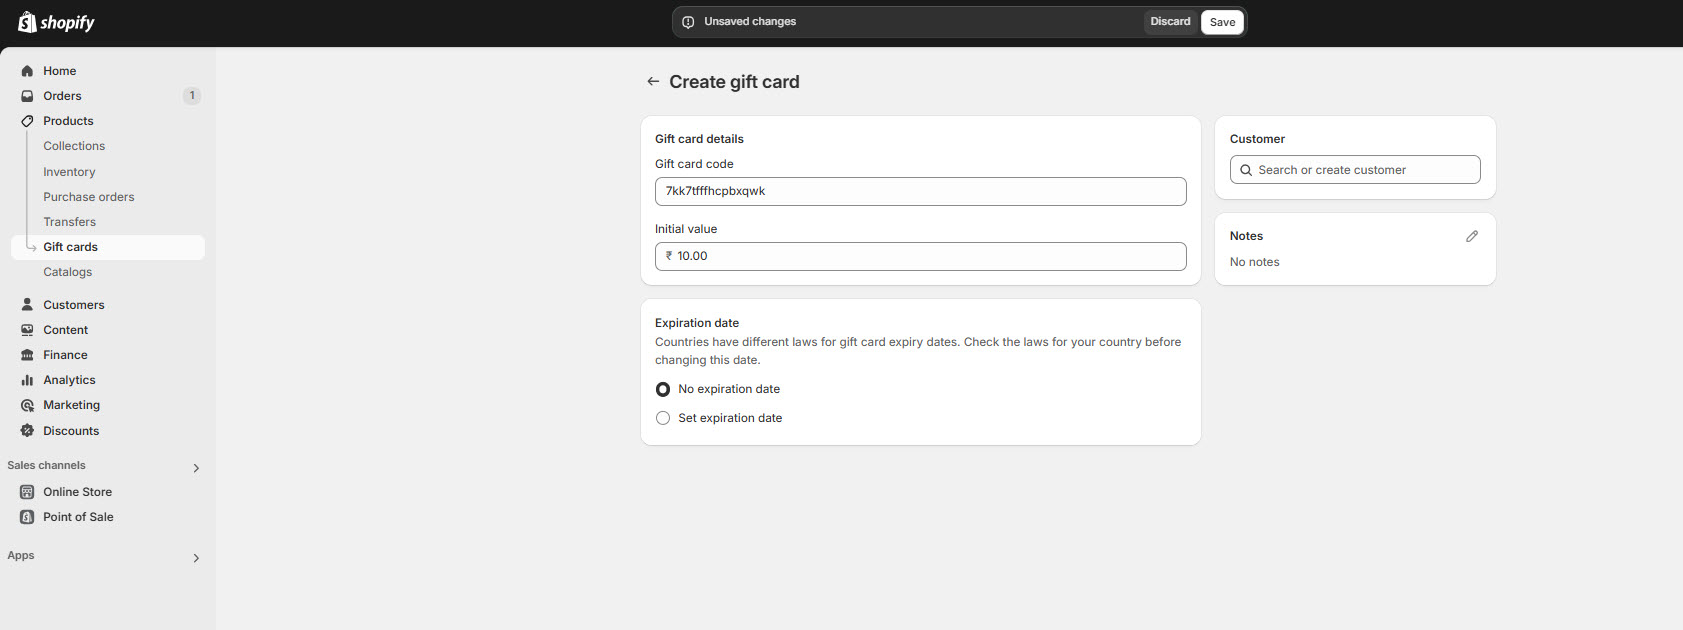 shopify
Unsaved changes
Discard
Save
Home
Orders
1
Products
Collections
Inventory
Purchase orders
Transfers
Gift cards
Catalogs
Customers
Content
Finance
Analytics
Marketing
Discounts
Sales channels
Online Store
Point of Sale
Apps
Create gift card
Gift card details
Gift card code
7kk7tfffhcpbxqwk
Initial value
₹ 10.00
Expiration date
Countries have different laws for gift card expiry dates. Check the laws for your country before
changing this date.
No expiration date
Set expiration date
Customer
Search or create customer
Notes
No notes